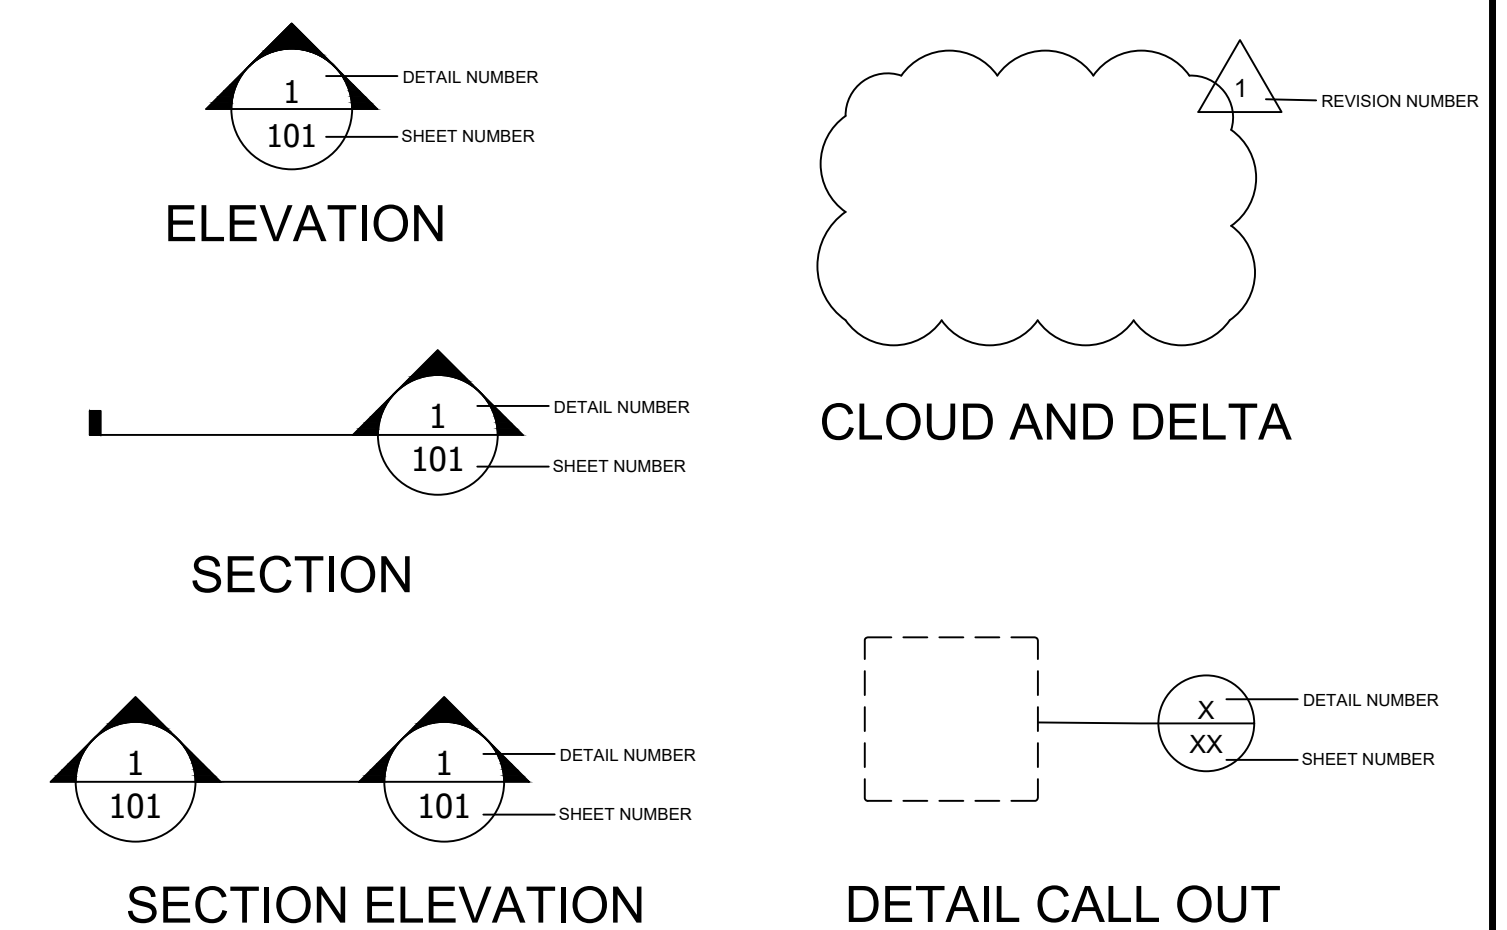 1
DETAIL NUMBER
101
SHEET NUMBER
ELEVATION
1
DETAIL NUMBER
101
SHEET NUMBER
SECTION
1
1
DETAIL NUMBER
101
101
SHEET NUMBER
SECTION ELEVATION
1
REVISION NUMBER
CLOUD AND DELTA
X
DETAIL NUMBER
XX
SHEET NUMBER
DETAIL CALL OUT